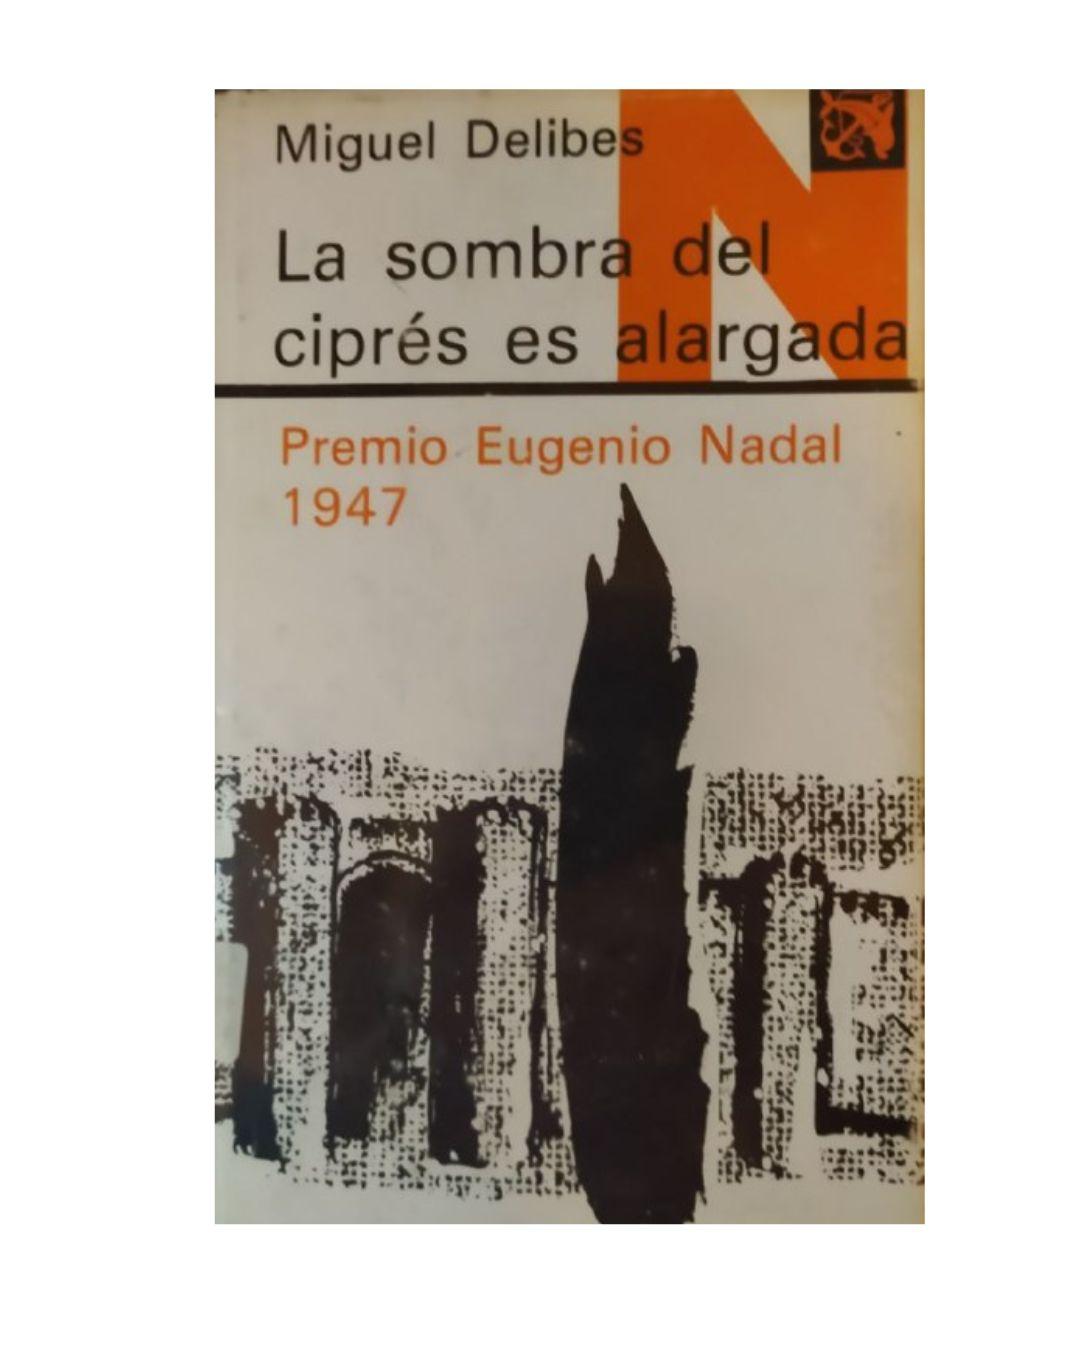 Miguel Delibes
La sombra del
ciprés es alargada
Premio Eugenio Nadal
1947